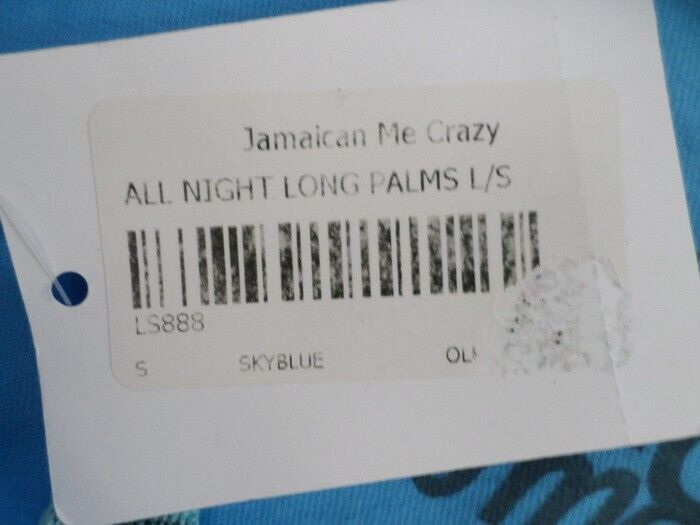 Jamaican Me Crazy
ALL NIGHT LONG PALMS L/S
LS888
S SKYBLUE